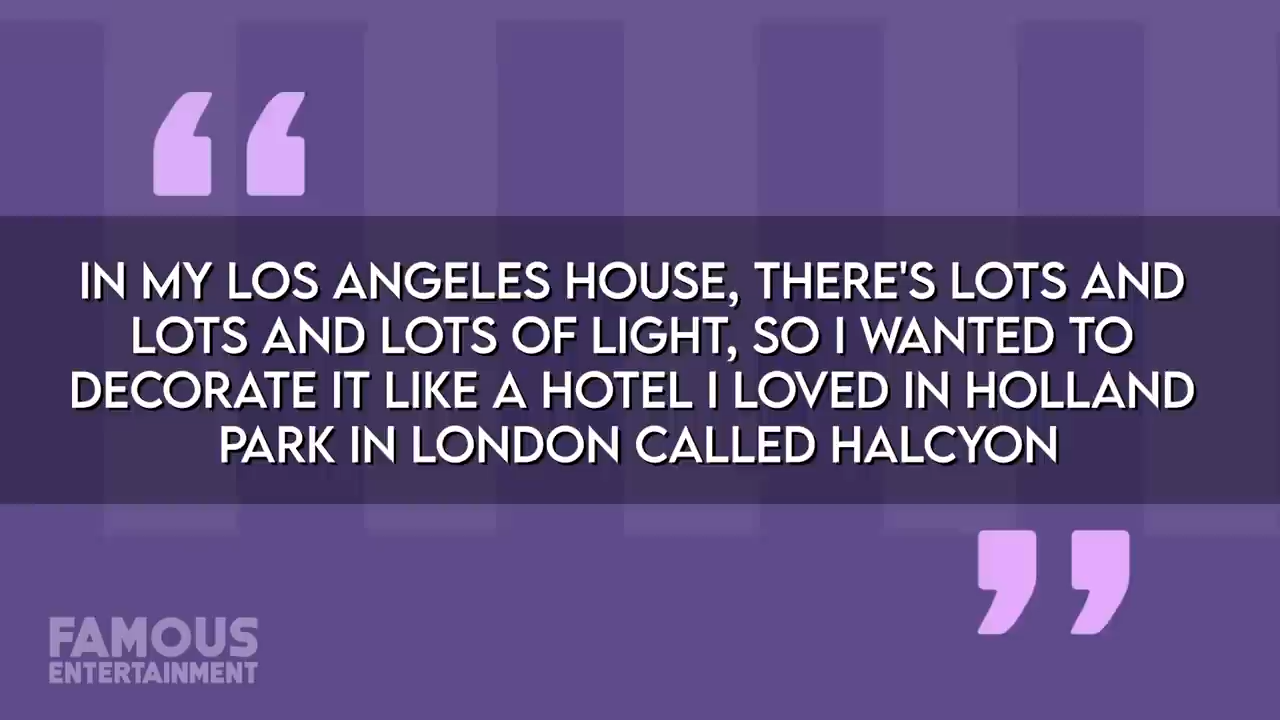 “
IN MY LOS ANGELES HOUSE, THERE'S LOTS AND
LOTS AND LOTS OF LIGHT, SO I WANTED TO
DECORATE IT LIKE A HOTEL I LOVED IN HOLLAND
PARK IN LONDON CALLED HALCYON
”
FAMOUS
ENTERTAINMENT